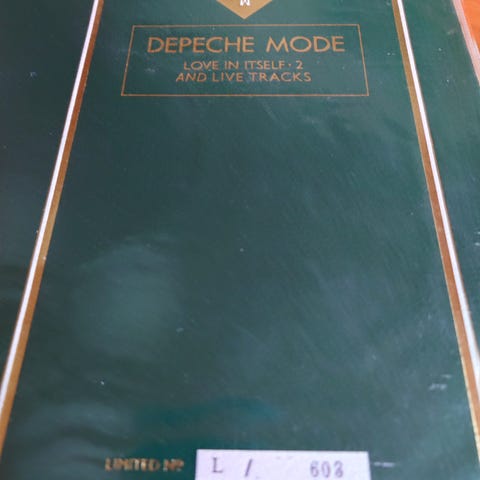 M
DEPECHE MODE
LOVE IN ITSELF · 2
AND LIVE TRACKS
LIMITED Nº L / 603